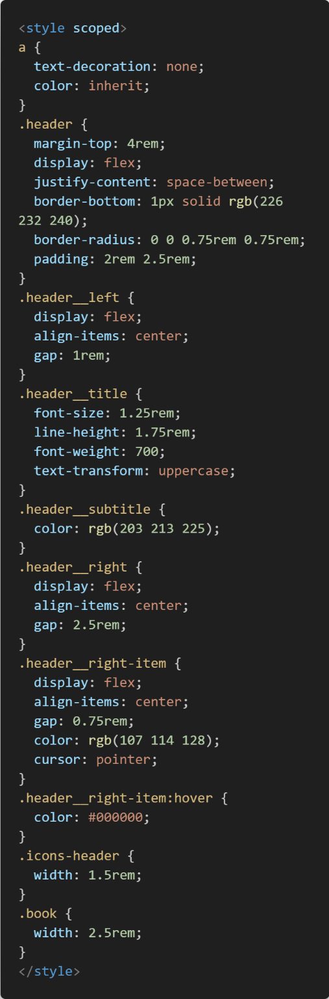 <style scoped>
a {
  text-decoration: none;
  color: inherit;
}
.header {
  margin-top: 4rem;
  display: flex;
  justify-content: space-between;
  border-bottom: 1px solid rgb(226
232 240);
  border-radius: 0 0 0.75rem 0.75rem;
  padding: 2rem 2.5rem;
}
.header__left {
  display: flex;
  align-items: center;
  gap: 1rem;
}
.header__title {
  font-size: 1.25rem;
  line-height: 1.75rem;
  font-weight: 700;
  text-transform: uppercase;
}
.header__subtitle {
  color: rgb(203 213 225);
}
.header__right {
  display: flex;
  align-items: center;
  gap: 2.5rem;
}
.header__right-item {
  display: flex;
  align-items: center;
  gap: 0.75rem;
  color: rgb(107 114 128);
  cursor: pointer;
}
.header__right-item:hover {
  color: #000000;
}
.icons-header {
  width: 1.5rem;
}
.book {
  width: 2.5rem;
}
</style>